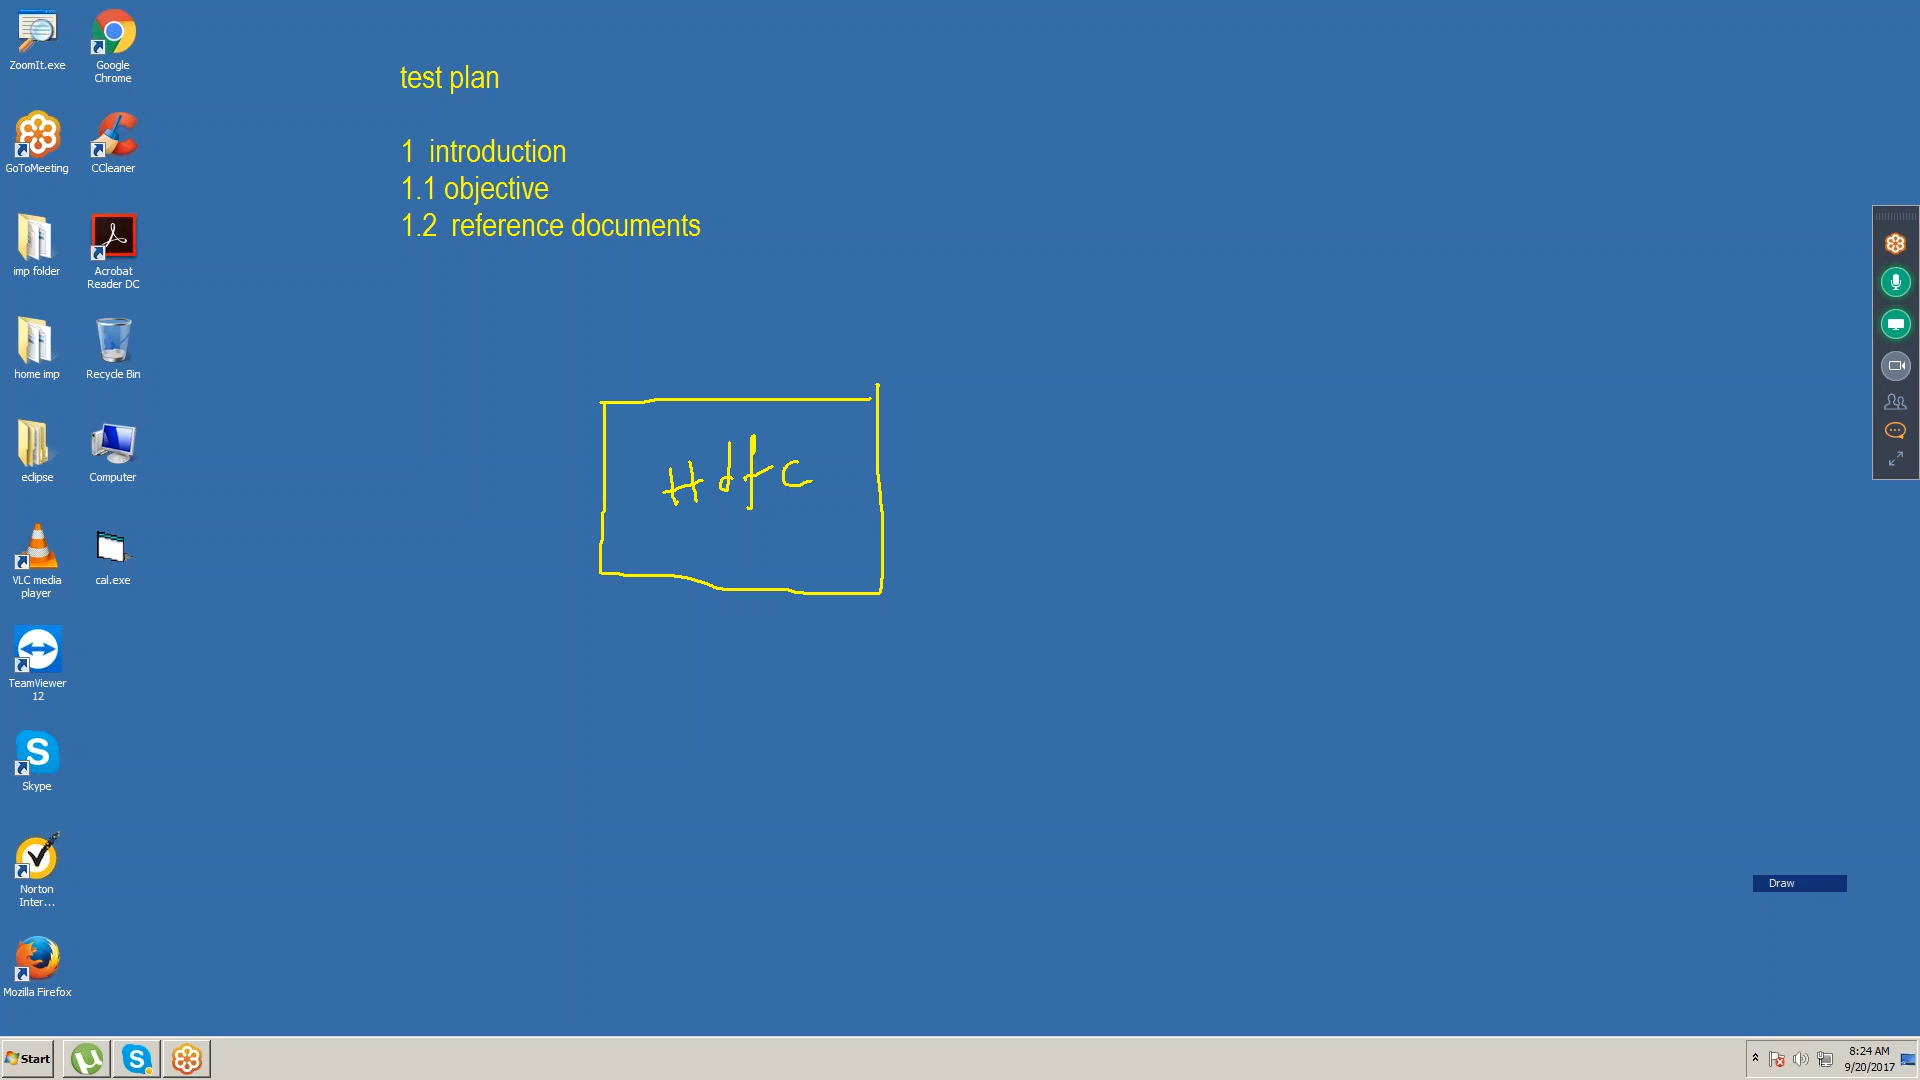 ZoomIt.exe
Google
Chrome
test plan
GoToMeeting
CCleaner
1  introduction
1.1 objective
1.2  reference documents
imp folder
Acrobat
Reader DC
home imp
Recycle Bin
eclipse
Computer
Hdfc
VLC media
player
cal.exe
TeamViewer
12
Skype
Norton
Inter...
Draw
Mozilla Firefox
Start
8:24 AM
9/20/2017